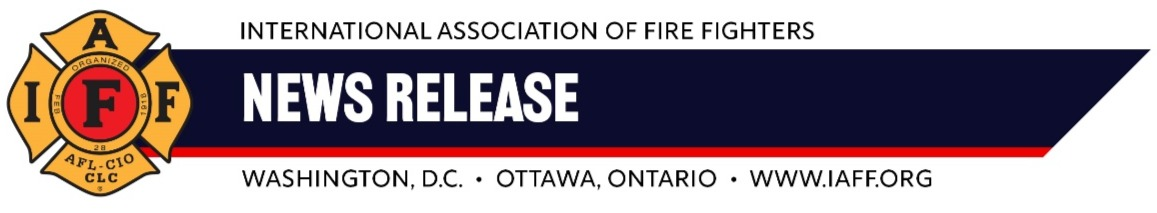 INTERNATIONAL ASSOCIATION OF FIRE FIGHTERS
NEWS RELEASE
WASHINGTON, D.C. • OTTAWA, ONTARIO • WWW.IAFF.ORG
A
I F F
F
ORGANIZED
FEB
28
1918
AFL-CIO
CLC
®